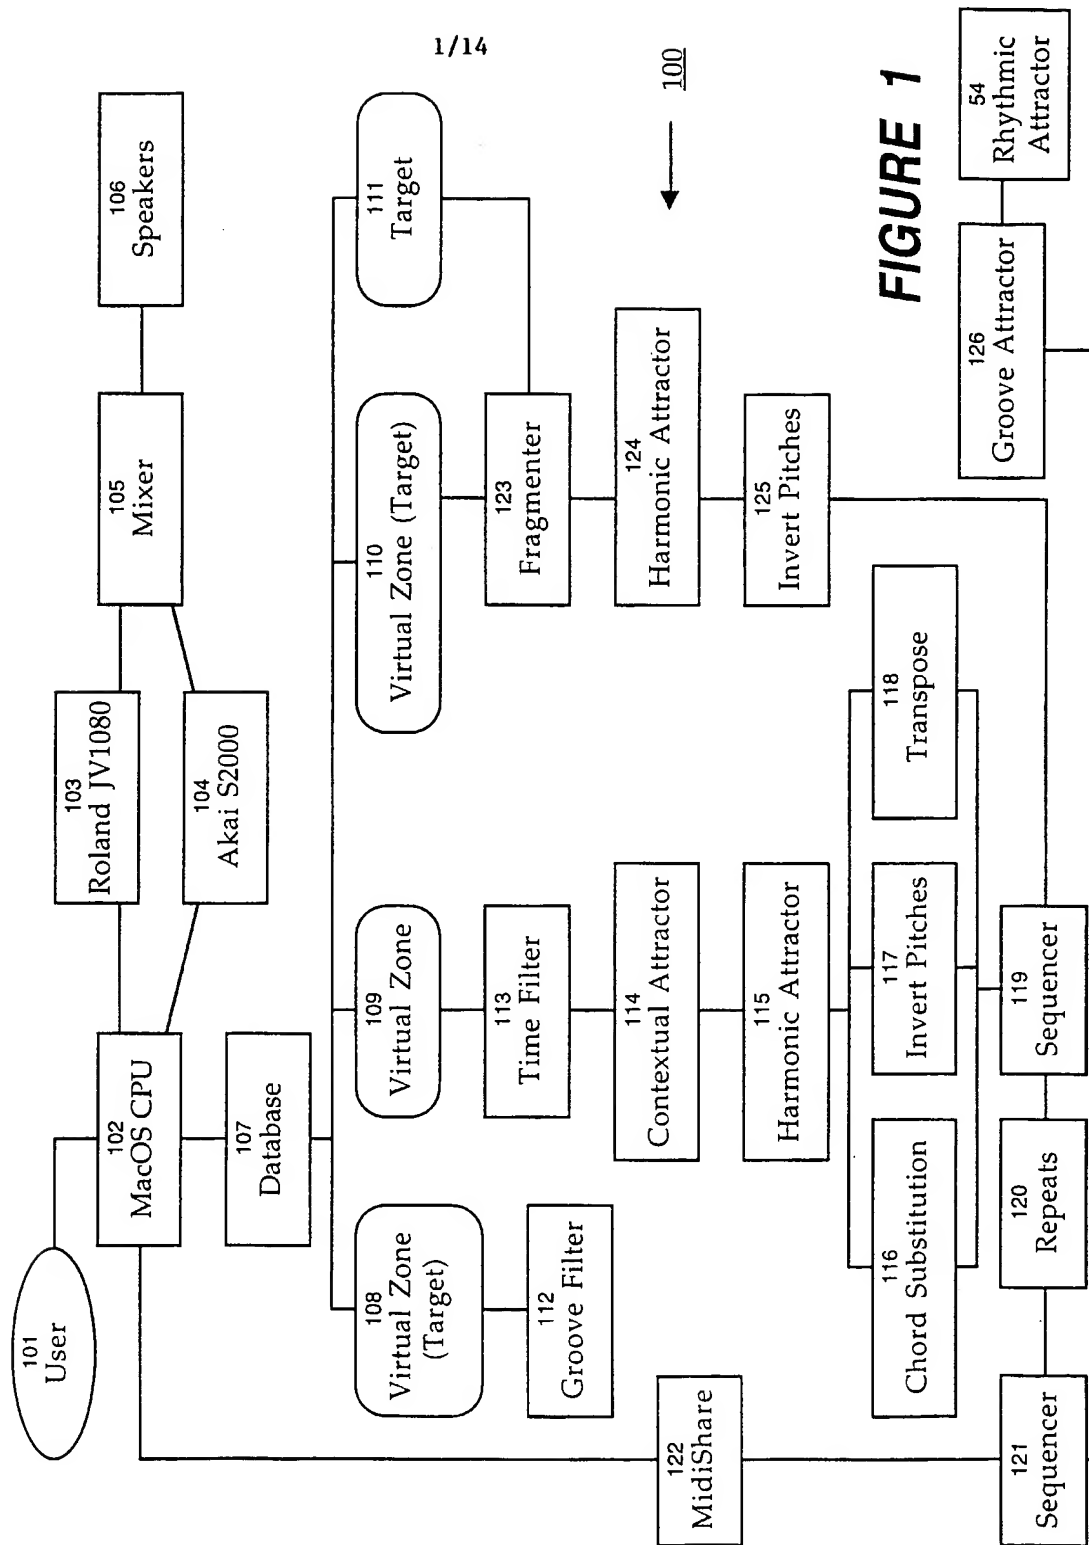 1/14
101
User
102
MacOS CPU
103
Roland JV1080
104
Akai S2000
105
Mixer
106
Speakers
107
Database
108
Virtual Zone
(Target)
109
Virtual Zone
110
Virtual Zone (Target)
111
Target
112
Groove Filter
113
Time Filter
123
Fragmenter
100
122
MidiShare
114
Contextual Attractor
124
Harmonic Attractor
115
Harmonic Attractor
125
Invert Pitches
116
Chord Substitution
117
Invert Pitches
118
Transpose
FIGURE 1
121
Sequencer
120
Repeats
119
Sequencer
126
Groove Attractor
54
Rhythmic
Attractor